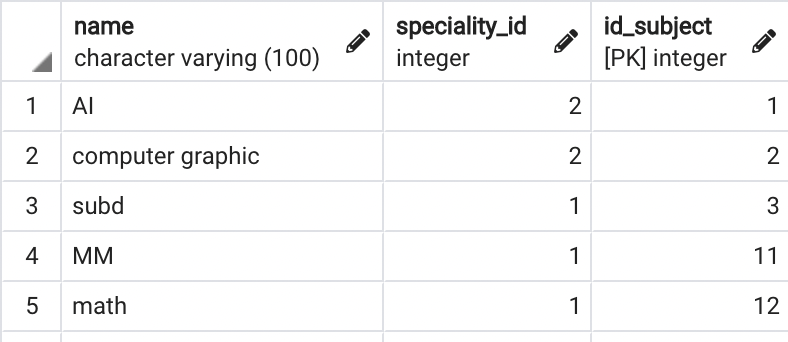 name speciality_id id_subject
character varying (100) integer [PK] integer
1 AI 2 1
2 computer graphic 2 2
3 subd 1 3
4 MM 1 11
5 math 1 12